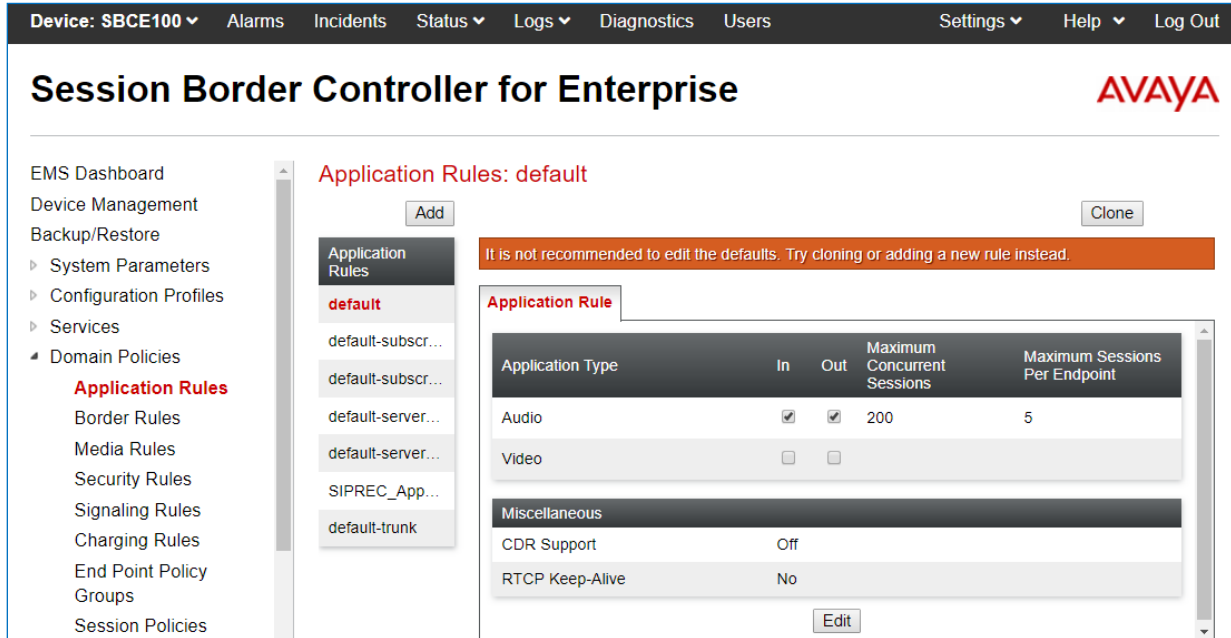 Device: SBCE100 Alarms Incidents Status Logs Diagnostics Users Settings Help Log Out
Session Border Controller for Enterprise
AVAYA
EMS Dashboard
Device Management
Backup/Restore
System Parameters
Configuration Profiles
Services
Domain Policies
Application Rules
Border Rules
Media Rules
Security Rules
Signaling Rules
Charging Rules
End Point Policy
Groups
Session Policies
Application Rules: default
Add
Clone
Application
Rules
default
default-subscr...
default-subscr...
default-server...
default-server...
SIPREC_App...
default-trunk
It is not recommended to edit the defaults. Try cloning or adding a new rule instead.
Application Rule
Application Type In Out Maximum Concurrent Sessions Maximum Sessions Per Endpoint
Audio 200 5
Video
Miscellaneous
CDR Support Off
RTCP Keep-Alive No
Edit